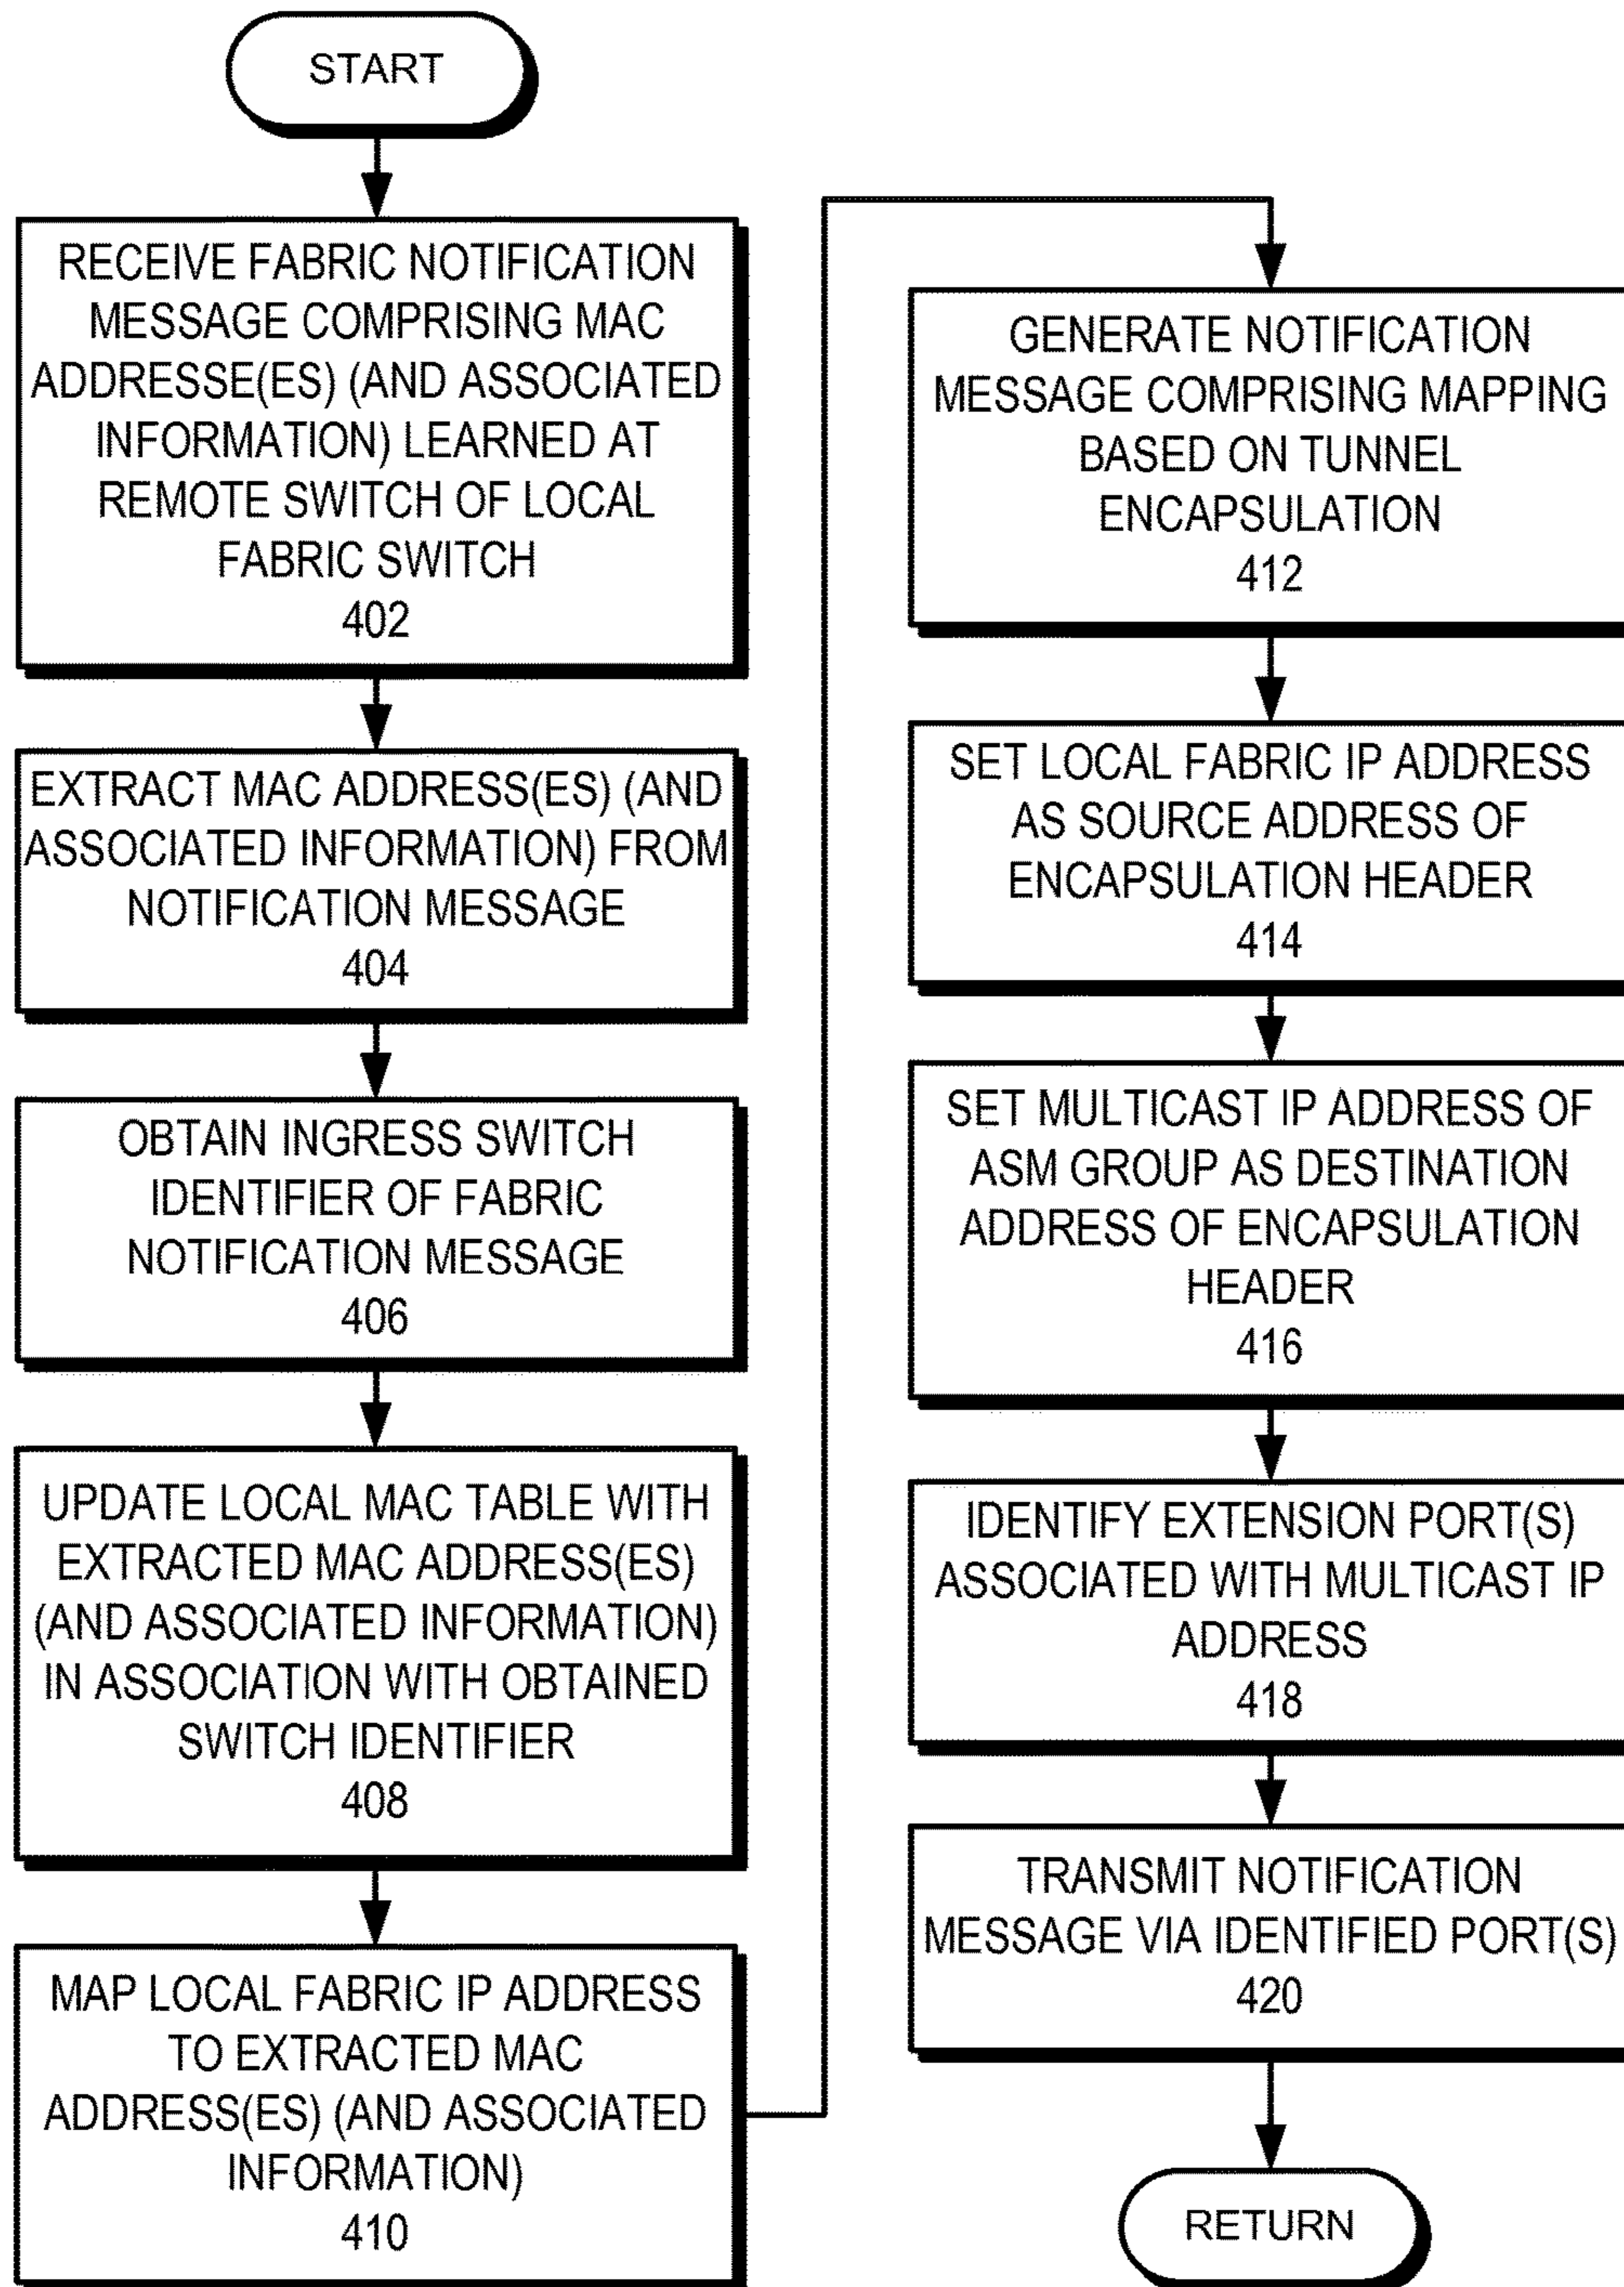 START
RECEIVE FABRIC NOTIFICATION
MESSAGE COMPRISING MAC
ADDRESSE(ES) (AND ASSOCIATED
INFORMATION) LEARNED AT
REMOTE SWITCH OF LOCAL
FABRIC SWITCH
402
EXTRACT MAC ADDRESS(ES) (AND
ASSOCIATED INFORMATION) FROM
NOTIFICATION MESSAGE
404
OBTAIN INGRESS SWITCH
IDENTIFIER OF FABRIC
NOTIFICATION MESSAGE
406
UPDATE LOCAL MAC TABLE WITH
EXTRACTED MAC ADDRESS(ES)
(AND ASSOCIATED INFORMATION)
IN ASSOCIATION WITH OBTAINED
SWITCH IDENTIFIER
408
MAP LOCAL FABRIC IP ADDRESS
TO EXTRACTED MAC
ADDRESS(ES) (AND ASSOCIATED
INFORMATION)
410
GENERATE NOTIFICATION
MESSAGE COMPRISING MAPPING
BASED ON TUNNEL
ENCAPSULATION
412
SET LOCAL FABRIC IP ADDRESS
AS SOURCE ADDRESS OF
ENCAPSULATION HEADER
414
SET MULTICAST IP ADDRESS OF
ASM GROUP AS DESTINATION
ADDRESS OF ENCAPSULATION
HEADER
416
IDENTIFY EXTENSION PORT(S)
ASSOCIATED WITH MULTICAST IP
ADDRESS
418
TRANSMIT NOTIFICATION
MESSAGE VIA IDENTIFIED PORT(S)
420
RETURN